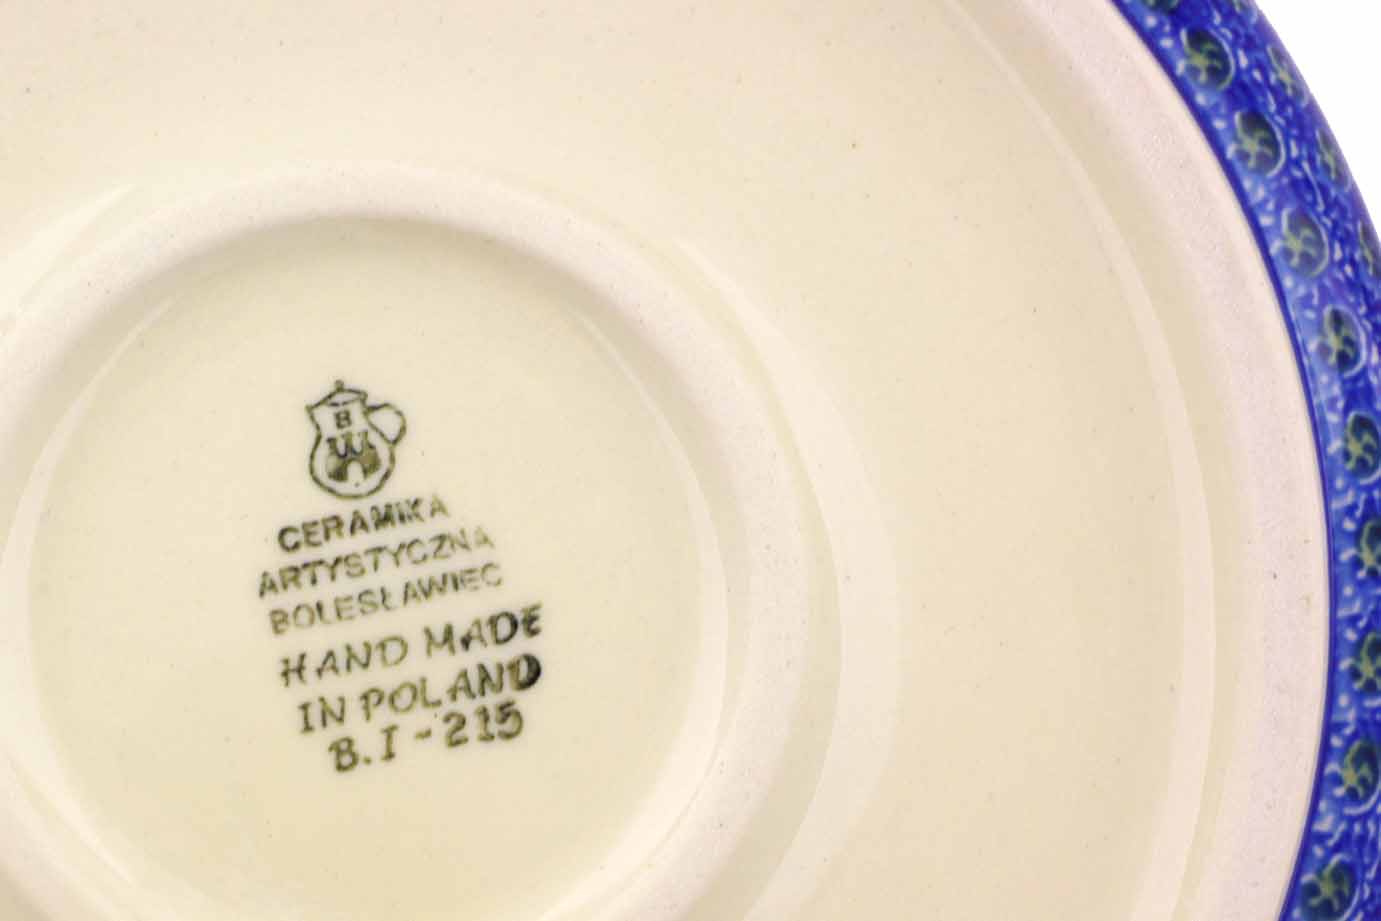 B
CERAMIKA
ARTYSTYCZNA
BOLESŁAWIEC
HAND MADE
IN POLAND
B.I-215